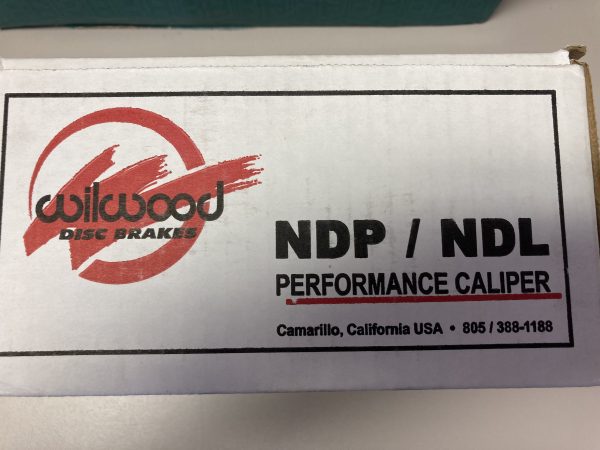 wilwood
DISC BRAKES
NDP / NDL
PERFORMANCE CALIPER
Camarillo, California USA • 805 / 388-1188